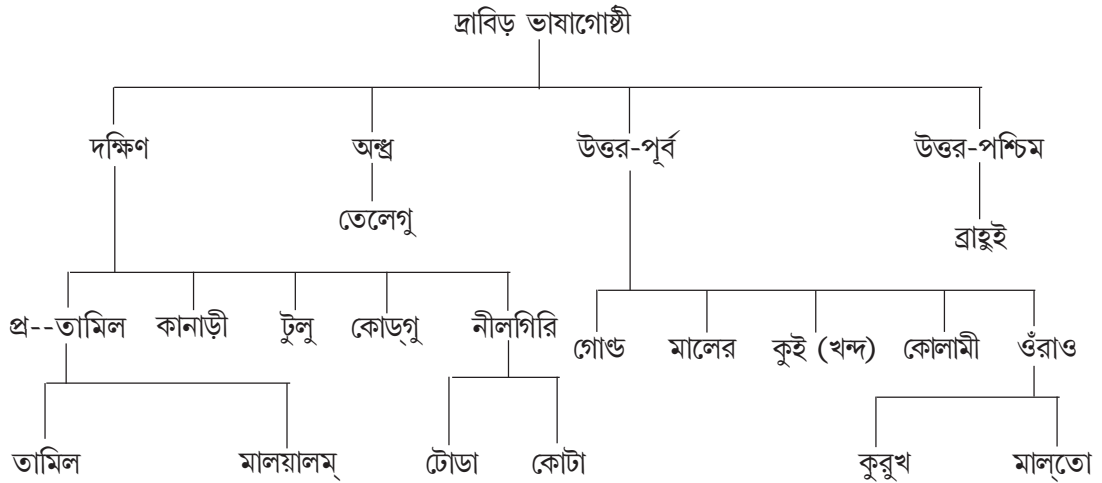 দ্রাবিড় ভাষাগোষ্ঠী
দক্ষিণ অন্ধ্র উত্তর-পূর্ব উত্তর-পশ্চিম
তেলেগু
ব্রাহুই
প্র--তামিল কানাড়ী টুলু কোড্‌গু নীলগিরি
গোণ্ড মালের কুই (খন্দ) কোলামী ওঁরাও
তামিল মালয়ালম্ টোডা কোটা কুরুখ মাল্‌তো